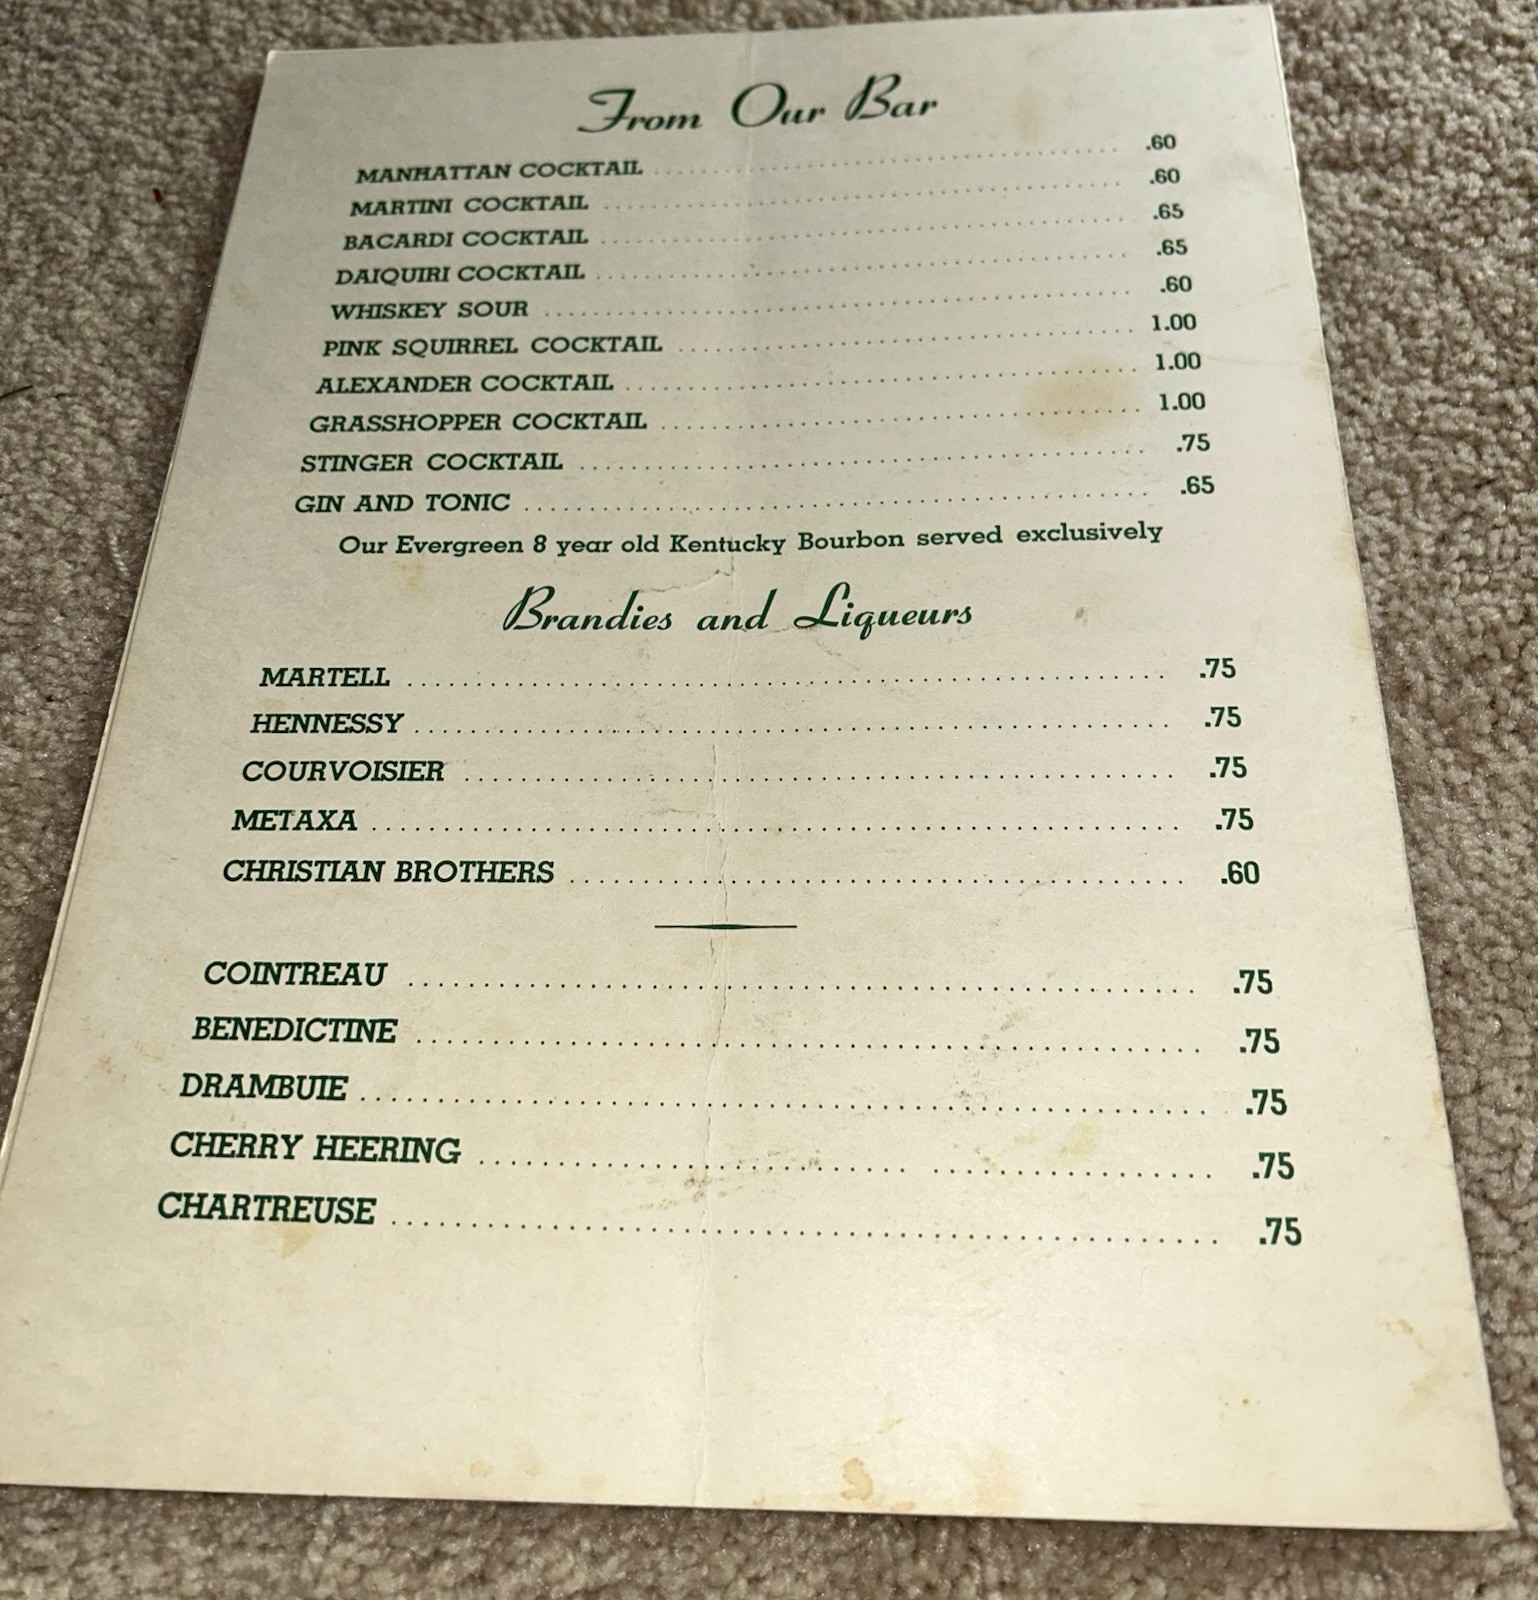 From Our Bar
MANHATTAN COCKTAIL .60
MARTINI COCKTAIL .60
BACARDI COCKTAIL .65
DAIQUIRI COCKTAIL .65
WHISKEY SOUR .60
PINK SQUIRREL COCKTAIL 1.00
ALEXANDER COCKTAIL 1.00
GRASSHOPPER COCKTAIL 1.00
STINGER COCKTAIL .75
GIN AND TONIC .65
Our Evergreen 8 year old Kentucky Bourbon served exclusively
Brandies and Liqueurs
MARTELL .75
HENNESSY .75
COURVOISIER .75
METAXA .75
CHRISTIAN BROTHERS .60
COINTREAU .75
BENEDICTINE .75
DRAMBUIE .75
CHERRY HEERING .75
CHARTREUSE .75